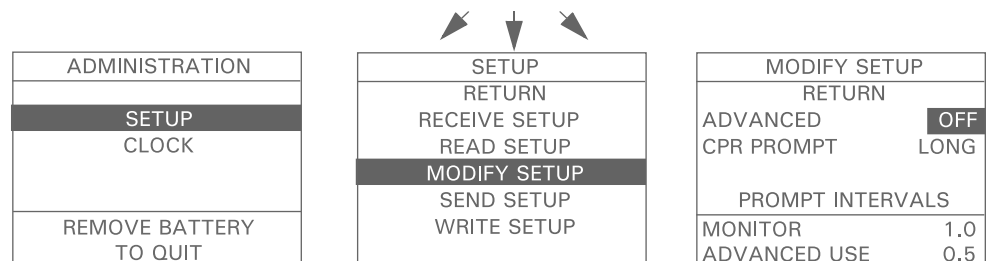 ADMINISTRATION
SETUP
CLOCK
REMOVE BATTERY
TO QUIT
SETUP
RETURN
RECEIVE SETUP
READ SETUP
MODIFY SETUP
SEND SETUP
WRITE SETUP
MODIFY SETUP
RETURN
ADVANCED OFF
CPR PROMPT LONG
PROMPT INTERVALS
MONITOR 1.0
ADVANCED USE 0.5